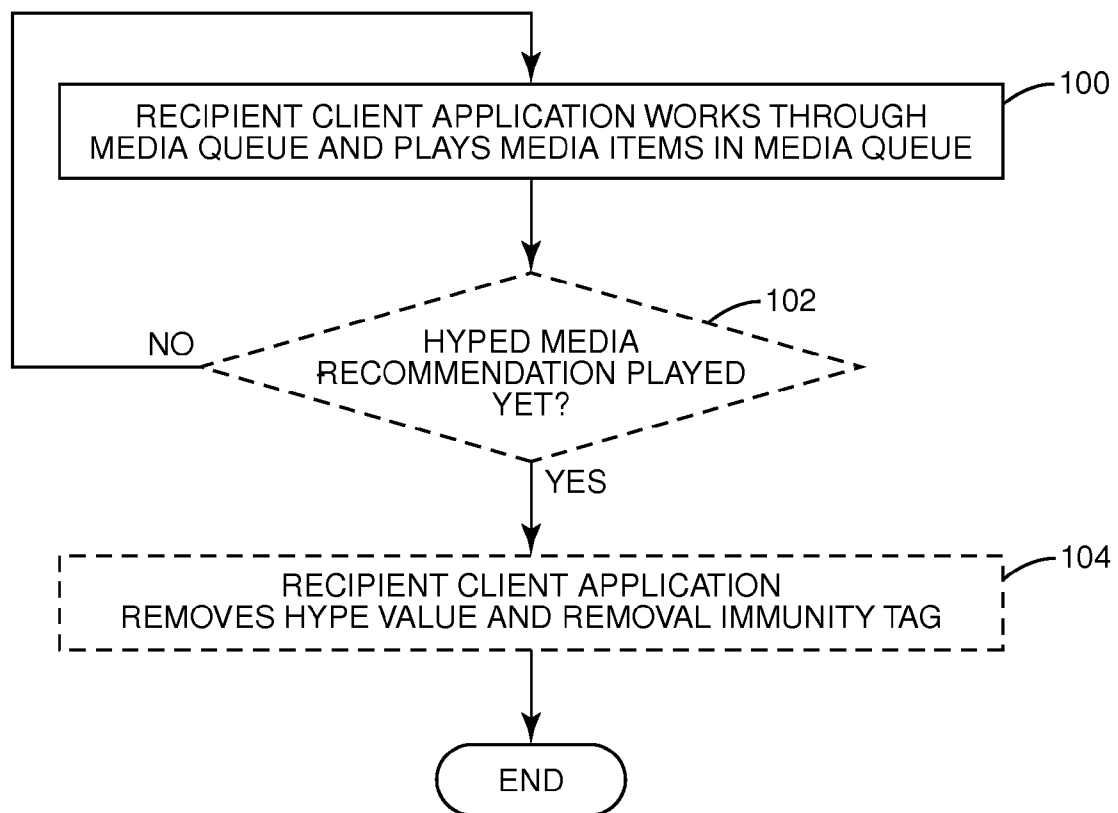 100
RECIPIENT CLIENT APPLICATION WORKS THROUGH
MEDIA QUEUE AND PLAYS MEDIA ITEMS IN MEDIA QUEUE
102
NO
HYPED MEDIA
RECOMMENDATION PLAYED
YET?
YES
104
RECIPIENT CLIENT APPLICATION
REMOVES HYPE VALUE AND REMOVAL IMMUNITY TAG
END